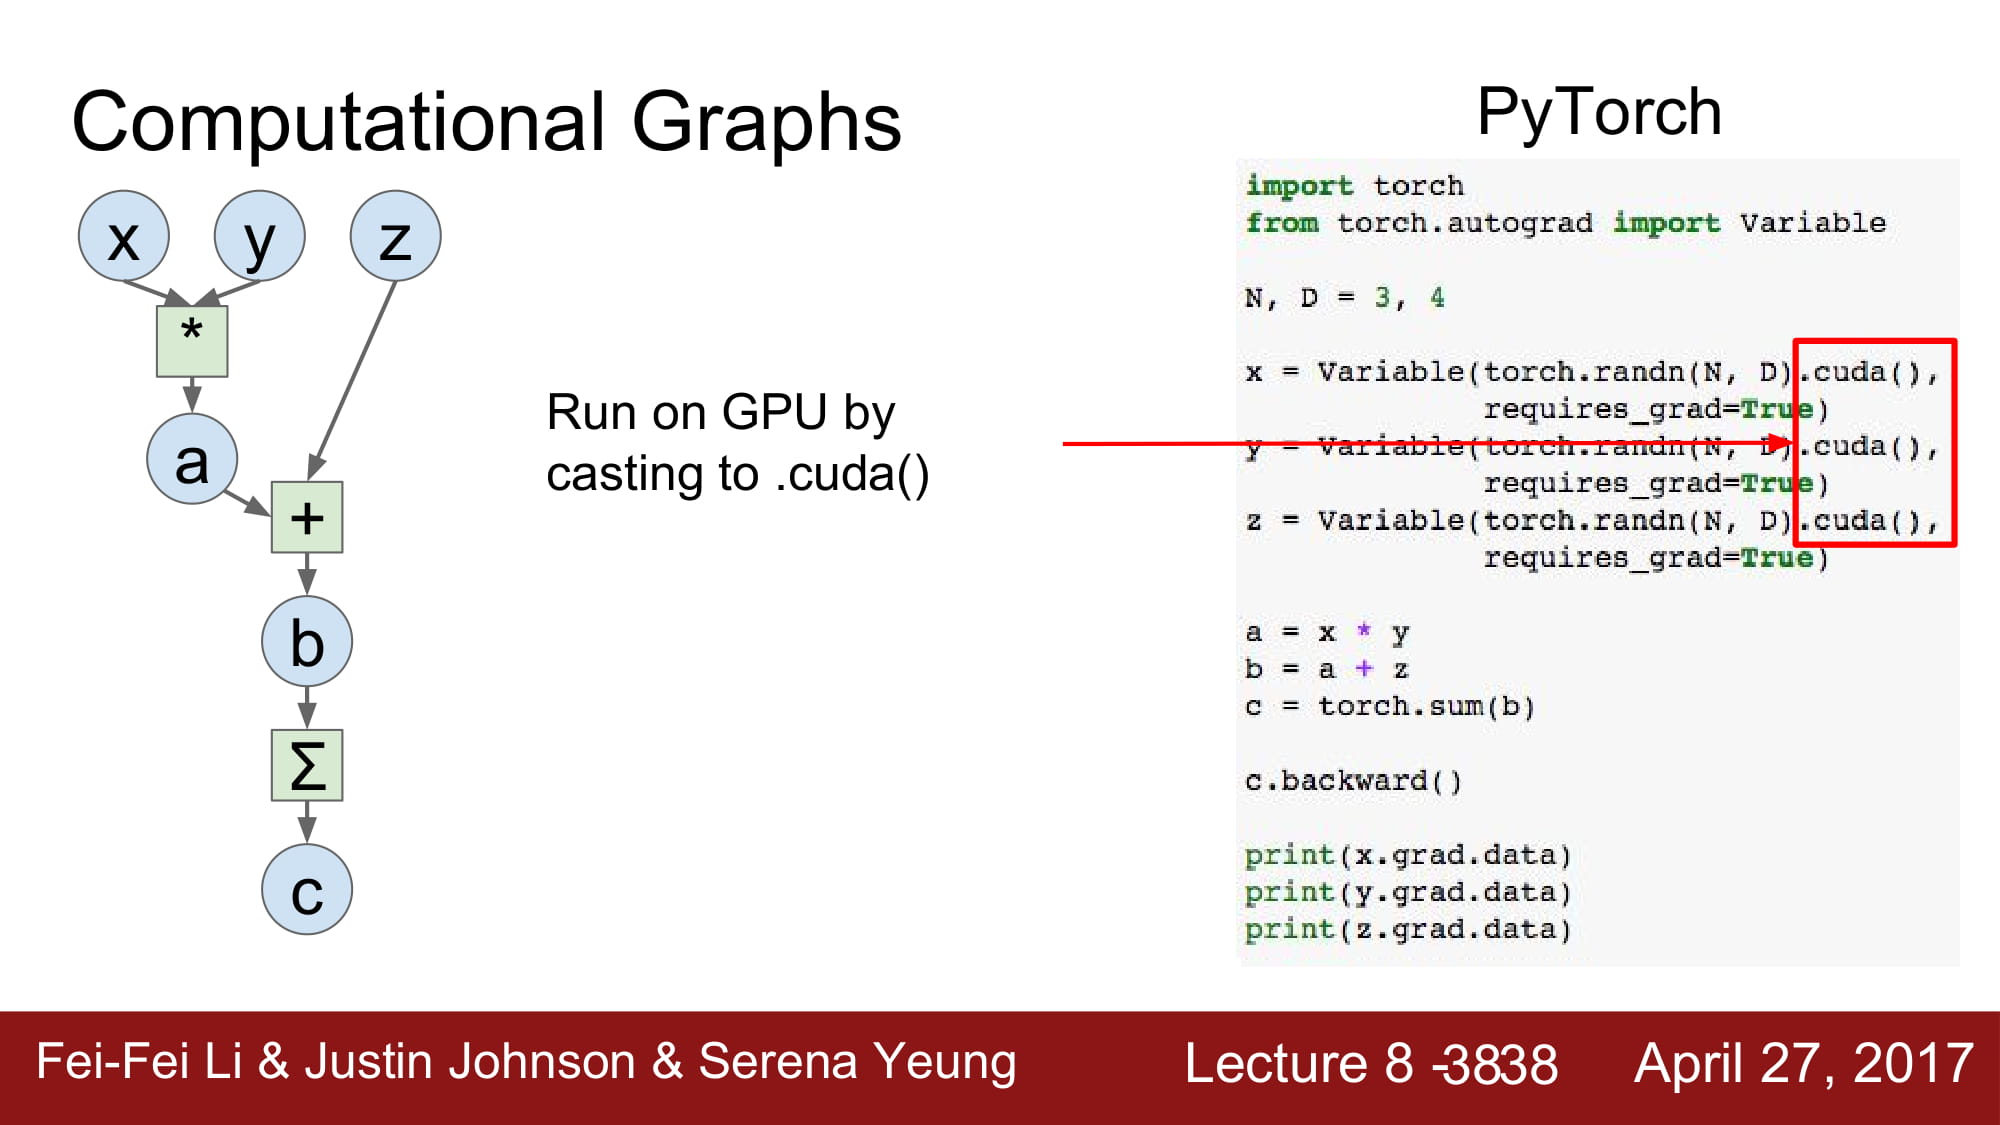 Computational Graphs
x y z
*
a
+
b
Σ
c
Run on GPU by
casting to .cuda()
PyTorch
import torch
from torch.autograd import Variable
N, D = 3, 4
x = Variable(torch.randn(N, D).cuda(),
requires_grad=True)
y = Variable(torch.randn(N, D).cuda(),
requires_grad=True)
z = Variable(torch.randn(N, D).cuda(),
requires_grad=True)
a = x * y
b = a + z
c = torch.sum(b)
c.backward()
print(x.grad.data)
print(y.grad.data)
print(z.grad.data)
Fei-Fei Li & Justin Johnson & Serena Yeung Lecture 8 -3838 April 27, 2017